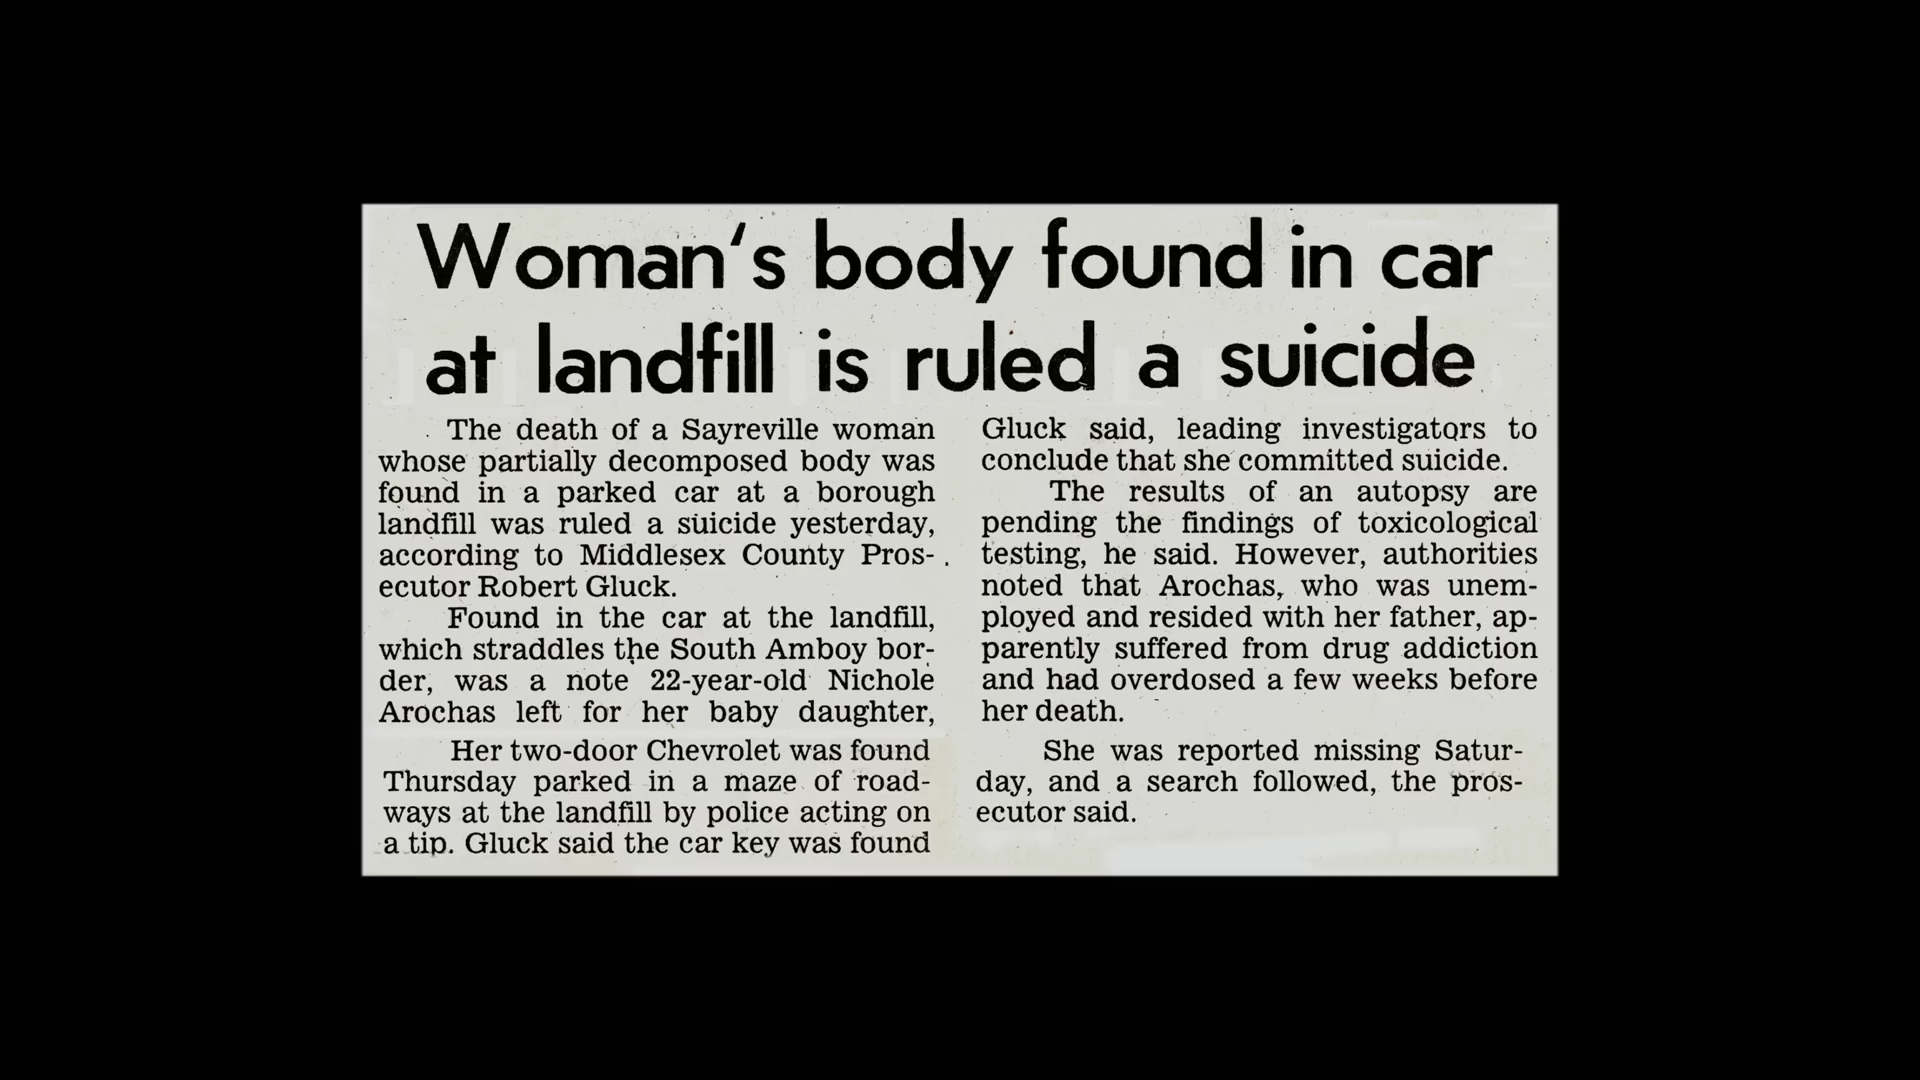 Woman's body found in car
at landfill is ruled a suicide
The death of a Sayreville woman
whose partially decomposed body was
found in a parked car at a borough
landfill was ruled a suicide yesterday,
according to Middlesex County Pros-
ecutor Robert Gluck.
Found in the car at the landfill,
which straddles the South Amboy bor-
der, was a note 22-year-old Nichole
Arochas left for her baby daughter,
Her two-door Chevrolet was found
Thursday parked in a maze of road-
ways at the landfill by police acting on
a tip. Gluck said the car key was found
Gluck said, leading investigators to
conclude that she committed suicide.
The results of an autopsy are
pending the findings of toxicological
testing, he said. However, authorities
noted that Arochas, who was unem-
ployed and resided with her father, ap-
parently suffered from drug addiction
and had overdosed a few weeks before
her death.
She was reported missing Satur-
day, and a search followed, the pros-
ecutor said.